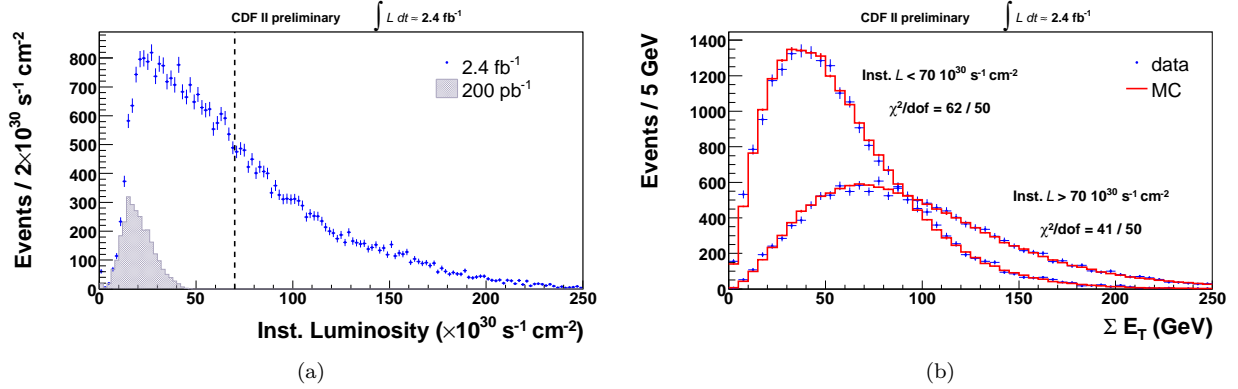 CDF II preliminary ∫ L dt ≈ 2.4 fb⁻¹
Events / 2×10³⁰ s⁻¹ cm⁻²
800
700
600
500
400
300
200
100
0
2.4 fb⁻¹
200 pb⁻¹
0 50 100 150 200 250
Inst. Luminosity (×10³⁰ s⁻¹ cm⁻²)
(a)
CDF II preliminary ∫ L dt ≈ 2.4 fb⁻¹
Events / 5 GeV
1400
1200
1000
800
600
400
200
0
Inst. L < 70 10³⁰ s⁻¹ cm⁻²
χ²/dof = 62 / 50
data
MC
Inst. L > 70 10³⁰ s⁻¹ cm⁻²
χ²/dof = 41 / 50
0 50 100 150 200 250
Σ E_T (GeV)
(b)